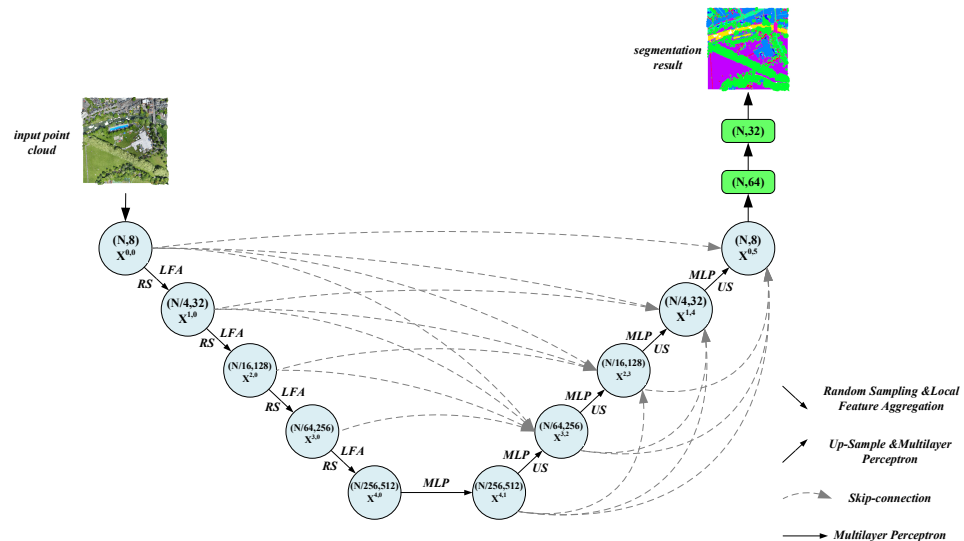 segmentation
result
input point
cloud
(N,32)
(N,64)
(N,8)
X0,0
LFA
RS
(N/4,32)
X1,0
LFA
RS
(N/16,128)
X2,0
LFA
RS
(N/64,256)
X3,0
LFA
RS
(N/256,512)
X4,0
MLP
(N/256,512)
X4,1
MLP
US
(N/64,256)
X3,2
MLP
US
(N/16,128)
X2,3
MLP
US
(N/4,32)
X1,4
MLP
US
(N,8)
X0,5
Random Sampling &Local
Feature Aggregation
Up-Sample &Multilayer
Perceptron
Skip-connection
Multilayer Perceptron